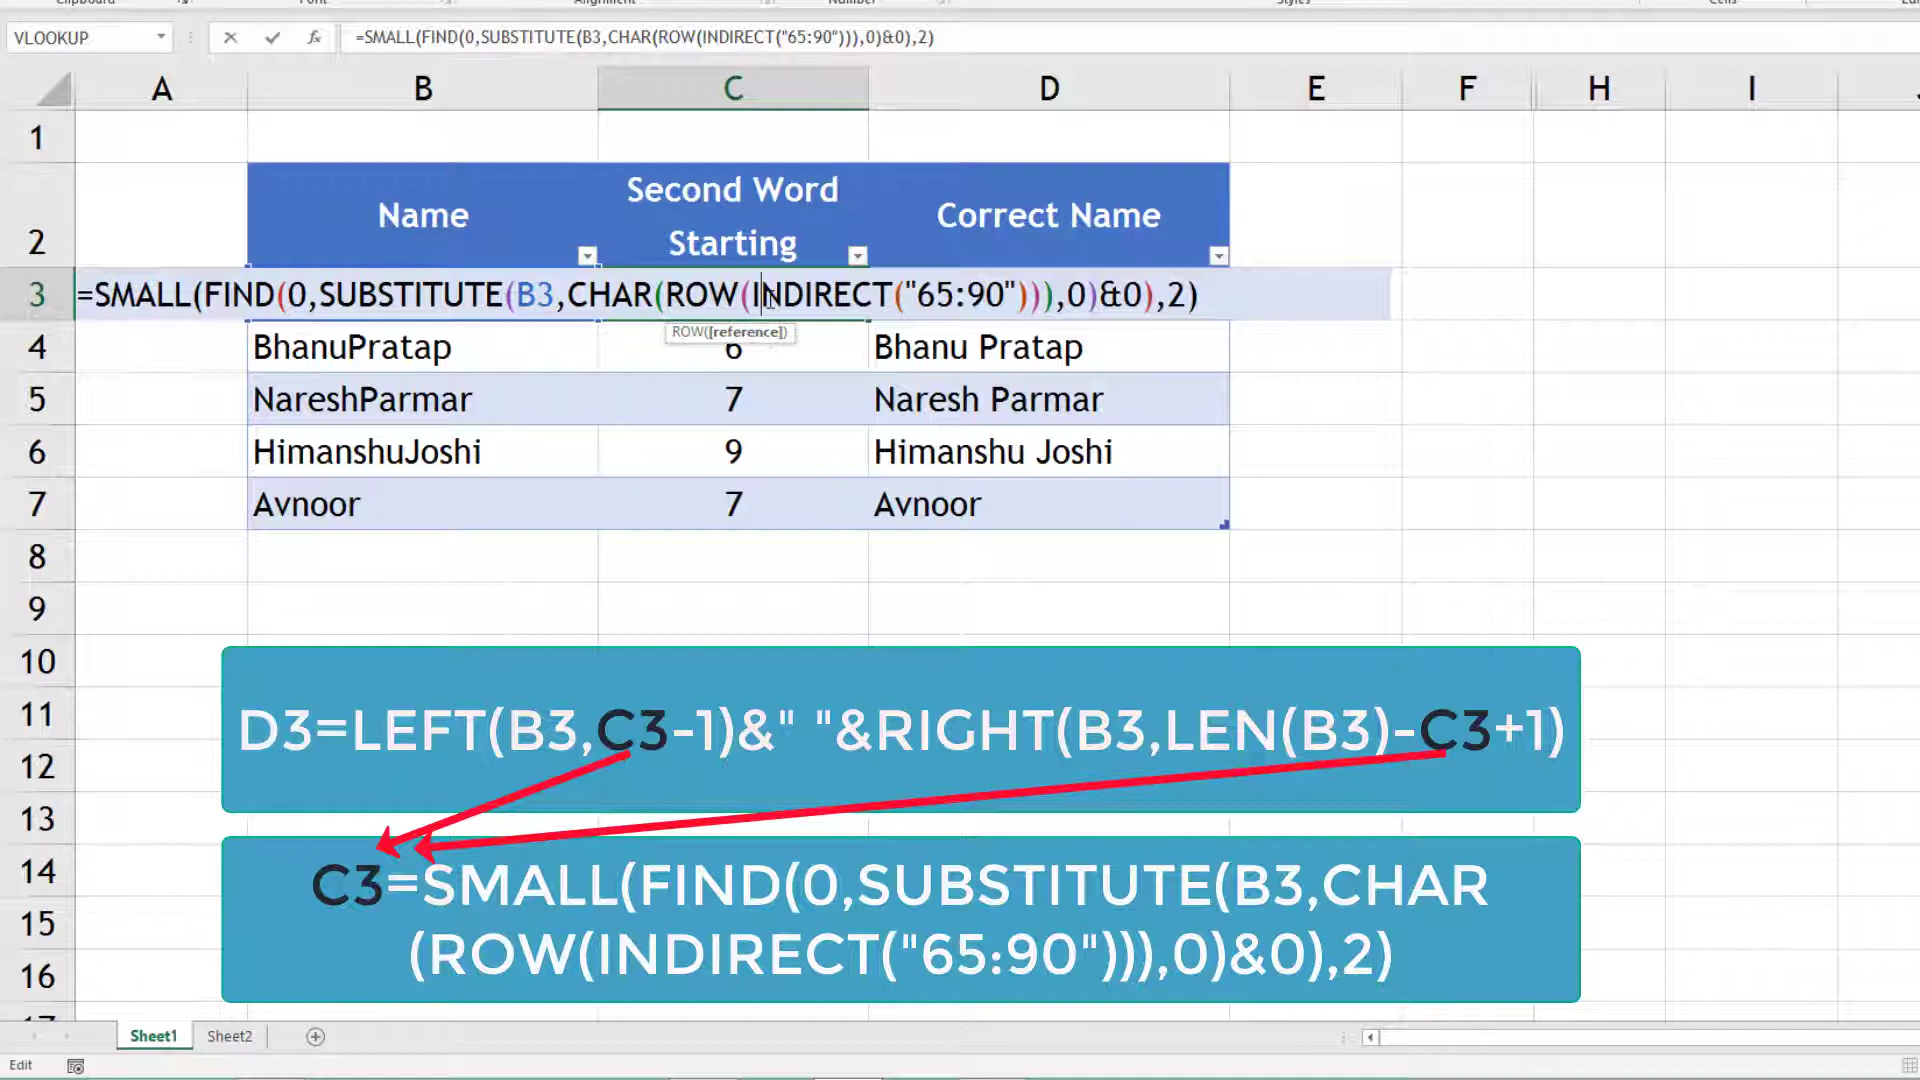 Clipboard Font Alignment Number Styles Cells
VLOOKUP =SMALL(FIND(0,SUBSTITUTE(B3,CHAR(ROW(INDIRECT("65:90"))),0)&0),2)
A B C D E F H I
1
2 Name Second Word Starting Correct Name
3 =SMALL(FIND(0,SUBSTITUTE(B3,CHAR(ROW(INDIRECT("65:90"))),0)&0),2)
ROW([reference])
4 BhanuPratap 6 Bhanu Pratap
5 NareshParmar 7 Naresh Parmar
6 HimanshuJoshi 9 Himanshu Joshi
7 Avnoor 7 Avnoor
8
9
10
11 D3=LEFT(B3,C3-1)&" "&RIGHT(B3,LEN(B3)-C3+1)
12
13
14 C3=SMALL(FIND(0,SUBSTITUTE(B3,CHAR
15 (ROW(INDIRECT("65:90"))),0)&0),2)
16
17
Sheet1 Sheet2
Edit